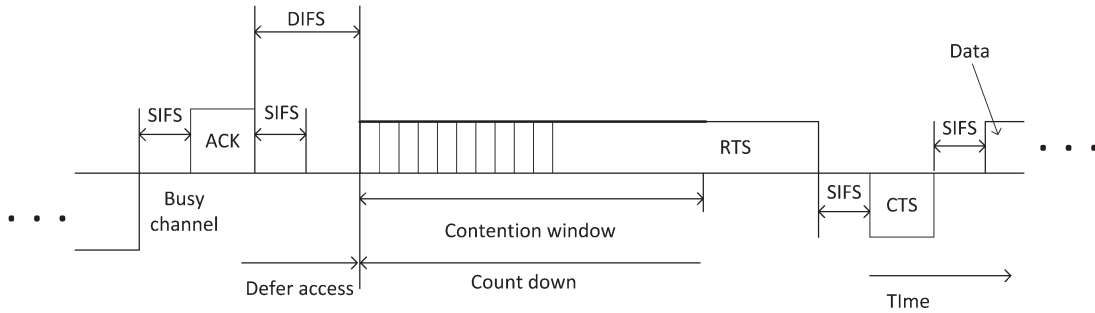 DIFS
Data
SIFS
SIFS
SIFS
ACK
RTS
Busy
channel
SIFS
CTS
Contention window
Defer access
Count down
TIme